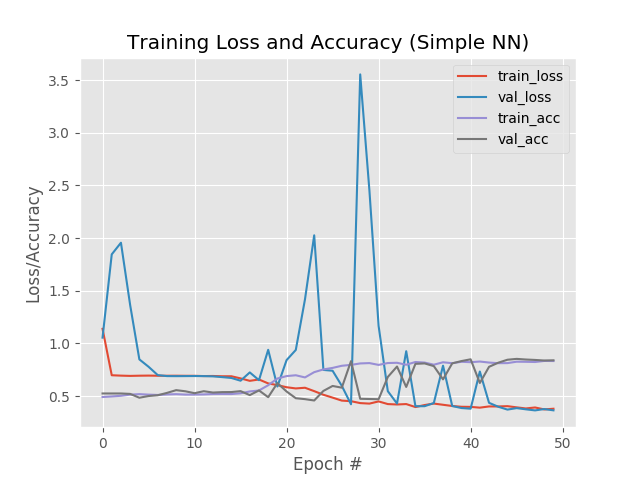 Training Loss and Accuracy (Simple NN)
train_loss
val_loss
train_acc
val_acc
3.5
3.0
2.5
2.0
1.5
1.0
0.5
Loss/Accuracy
0 10 20 30 40 50
Epoch #